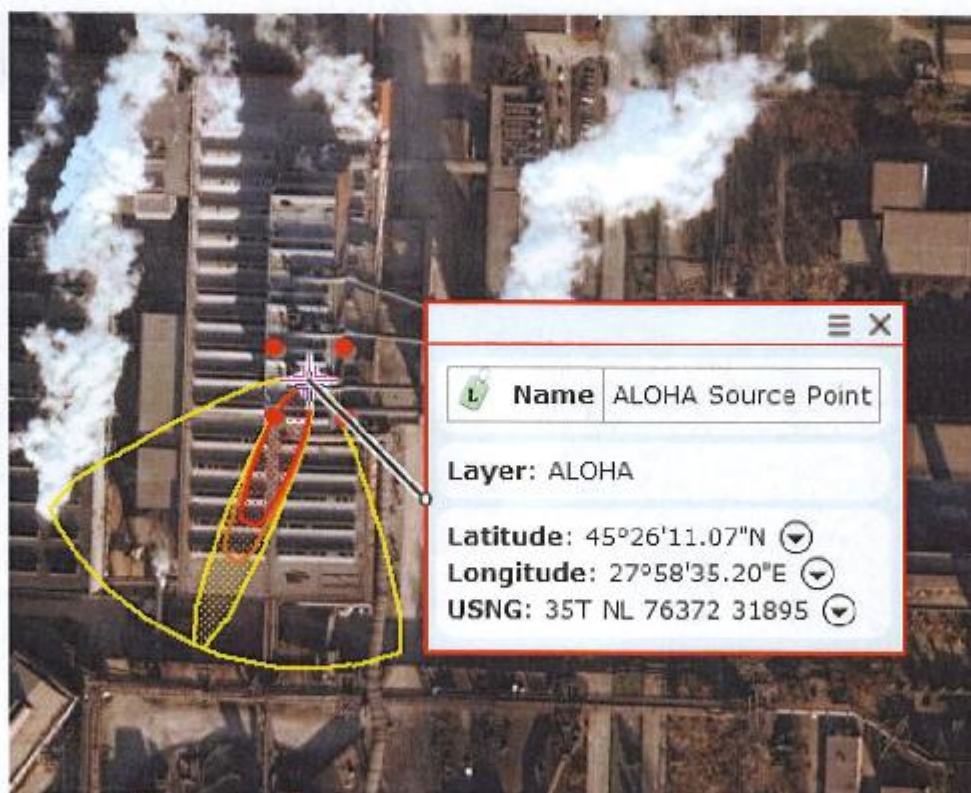 L Name ALOHA Source Point
Layer: ALOHA
Latitude: 45°26'11.07"N
Longitude: 27°58'35.20"E
USNG: 35T NL 76372 31895